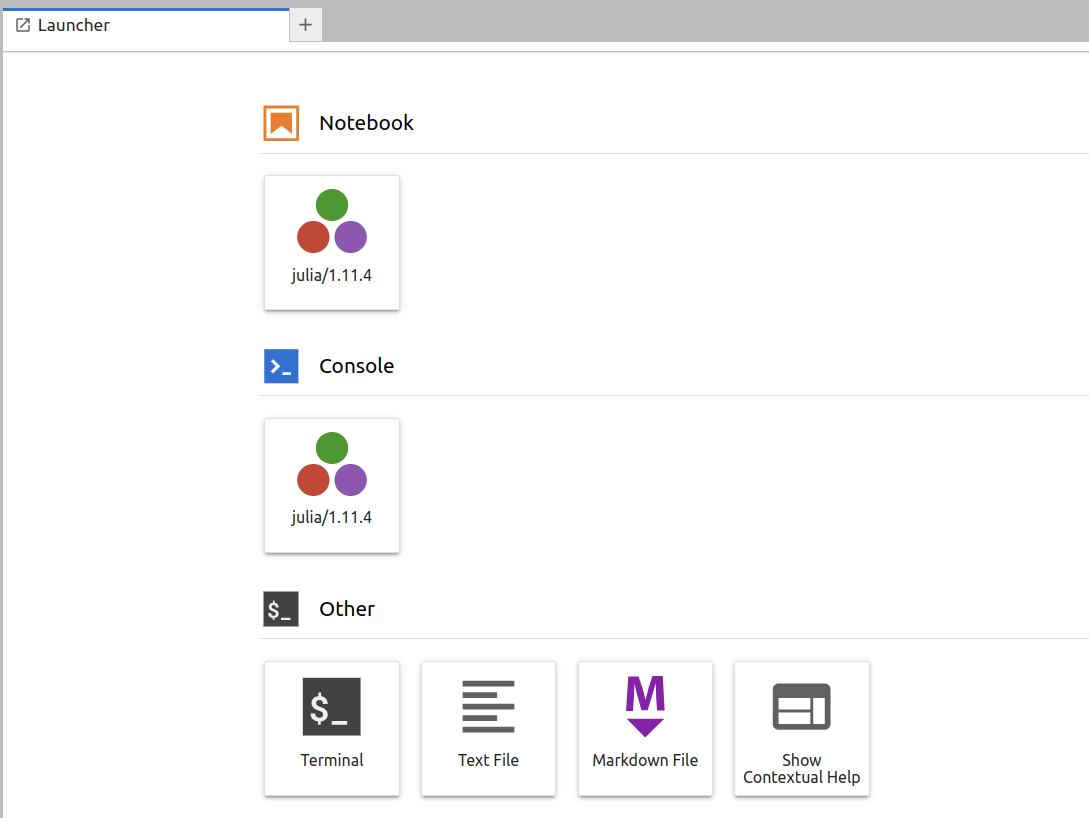 Launcher
+
Notebook
julia/1.11.4
Console
julia/1.11.4
$_ Other
$_
Terminal
Text File
M
Markdown File
Show
Contextual Help